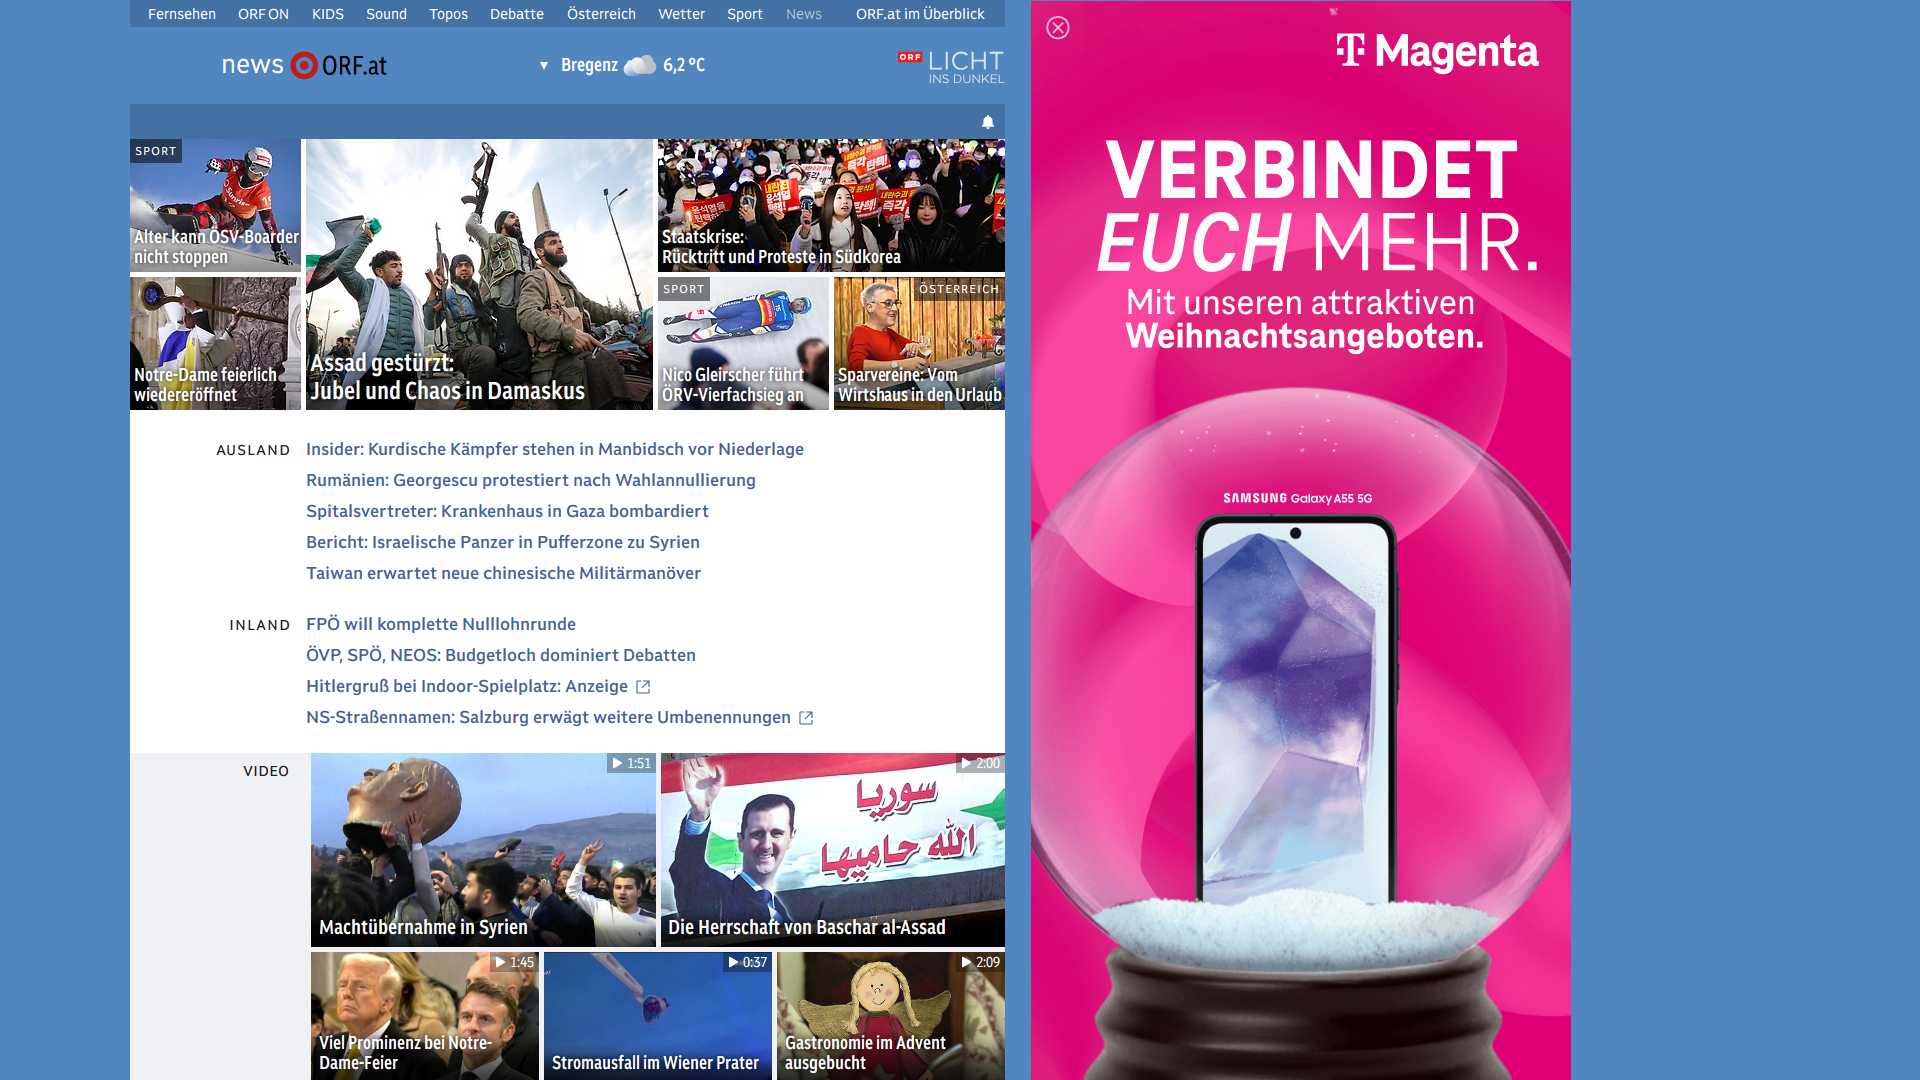 Fernsehen ORF ON KIDS Sound Topos Debatte Österreich Wetter Sport News ORF.at im Überblick
news ORF.at
▼ Bregenz 6,2 °C
ORF LICHT
INS DUNKEL
SPORT
Alter kann ÖSV-Boarder
nicht stoppen
Notre-Dame feierlich
wiedereröffnet
Assad gestürzt:
Jubel und Chaos in Damaskus
Staatskrise:
Rücktritt und Proteste in Südkorea
SPORT
Nico Gleirscher führt
ÖRV-Vierfachsieg an
ÖSTERREICH
Sparvereine: Vom
Wirtshaus in den Urlaub
AUSLAND
Insider: Kurdische Kämpfer stehen in Manbidsch vor Niederlage
Rumänien: Georgescu protestiert nach Wahlannullierung
Spitalsvertreter: Krankenhaus in Gaza bombardiert
Bericht: Israelische Panzer in Pufferzone zu Syrien
Taiwan erwartet neue chinesische Militärmanöver
INLAND
FPÖ will komplette Nulllohnrunde
ÖVP, SPÖ, NEOS: Budgetloch dominiert Debatten
Hitlergruß bei Indoor-Spielplatz: Anzeige
NS-Straßennamen: Salzburg erwägt weitere Umbenennungen
VIDEO
1:51
Machtübernahme in Syrien
2:00
سوريا
الله حاميها
Die Herrschaft von Baschar al-Assad
1:45
Viel Prominenz bei Notre-
Dame-Feier
0:37
Stromausfall im Wiener Prater
2:09
Gastronomie im Advent
ausgebucht
T Magenta
VERBINDET
EUCH MEHR.
Mit unseren attraktiven
Weihnachtsangeboten.
SAMSUNG Galaxy A55 5G